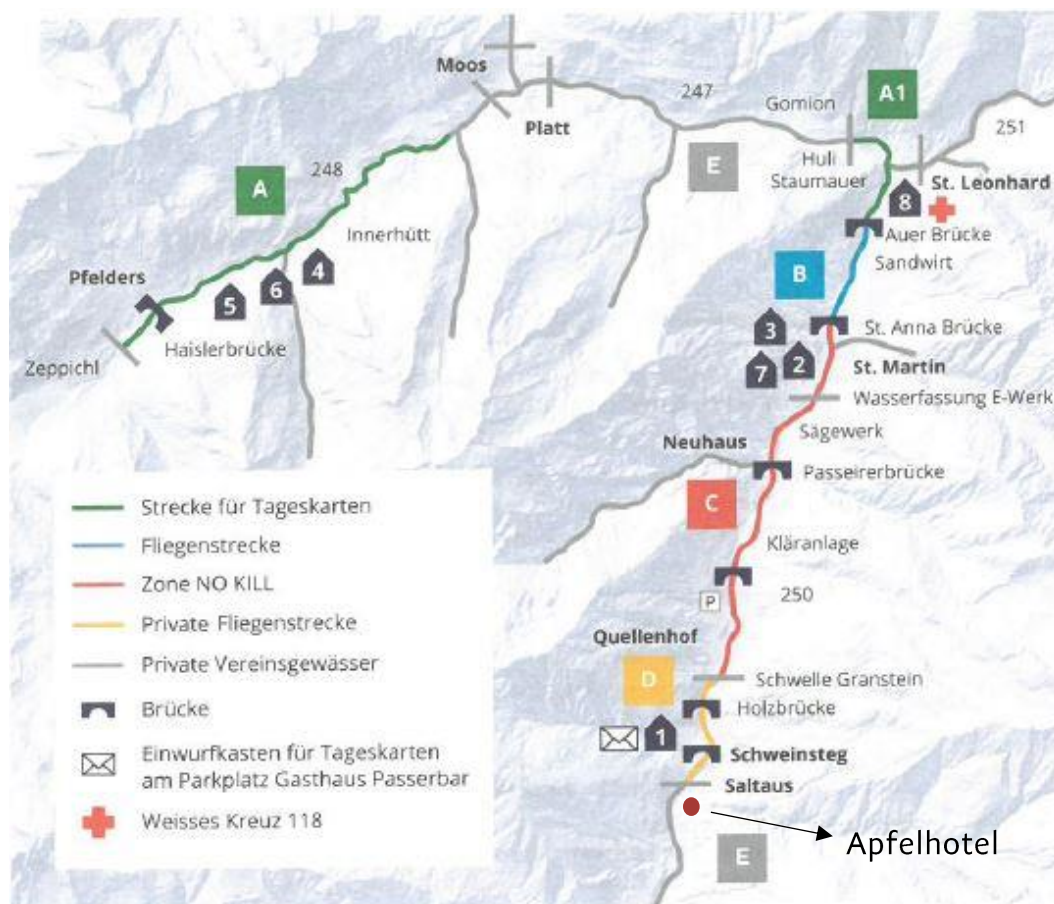 Moos
Platt
247
Gomion
A1
251
E
Huli
Staumauer
St. Leonhard
8
A
248
Innerhütt
Auer Brücke
Sandwirt
Pfelders
4
6
5
B
3
St. Anna Brücke
Haislerbrücke
Zeppichl
7
2
St. Martin
Wasserfassung E-Werk
Sägewerk
Neuhaus
Passeirerbrücke
C
Kläranlage
250
P
Quellenhof
D
Schwelle Granstein
Holzbrücke
1
Schweinsteg
Saltaus
Apfelhotel
E
Strecke für Tageskarten
Fliegenstrecke
Zone NO KILL
Private Fliegenstrecke
Private Vereinsgewässer
Brücke
Einwurfkasten für Tageskarten
am Parkplatz Gasthaus Passerbar
Weisses Kreuz 118